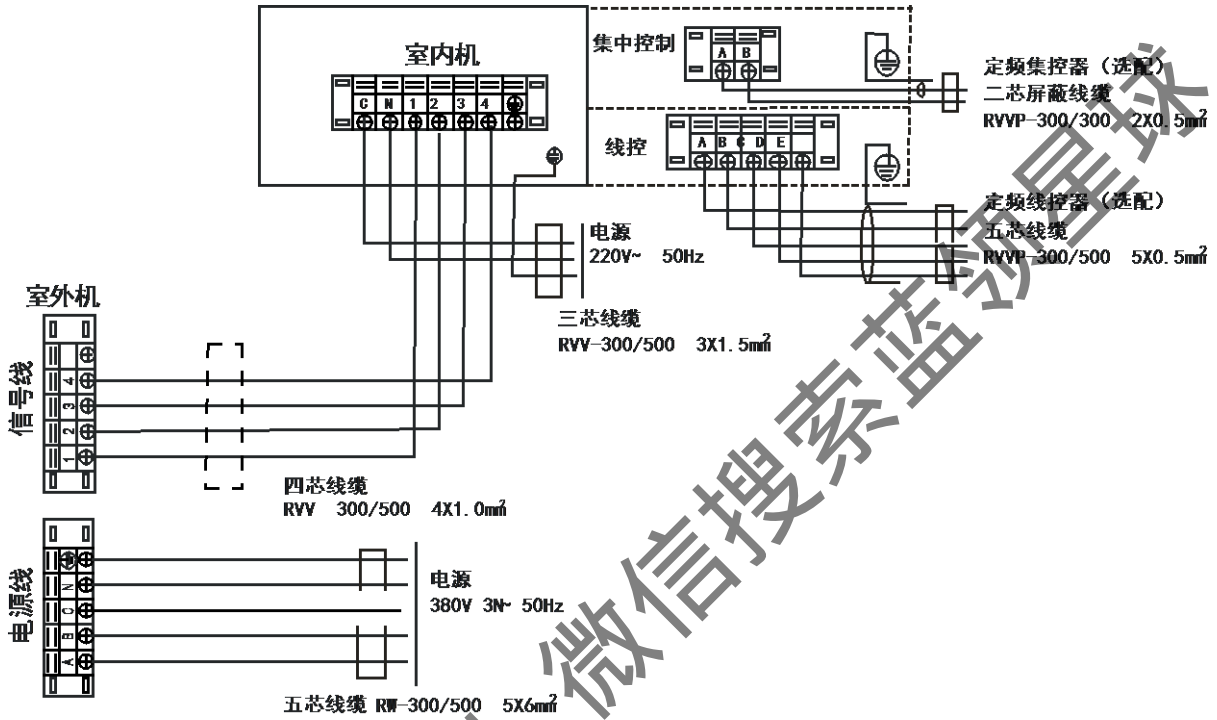 室内机
C N 1 2 3 4
集中控制
A B
定频集控器（选配）
二芯屏蔽线缆
RVVP-300/300 2X0.5mm²
线控
A B C D E
定频线控器（选配）
五芯线缆
RVVP-300/500 5X0.5mm²
电源
220V~ 50Hz
三芯线缆
RVV-300/500 3X1.5mm²
室外机
信号线
4
3
2
1
四芯线缆
RVV 300/500 4X1.0mm²
电源线
N
C
B
A
电源
380V 3N~ 50Hz
五芯线缆 RVV-300/500 5X6mm²
微信搜索蓝领星球